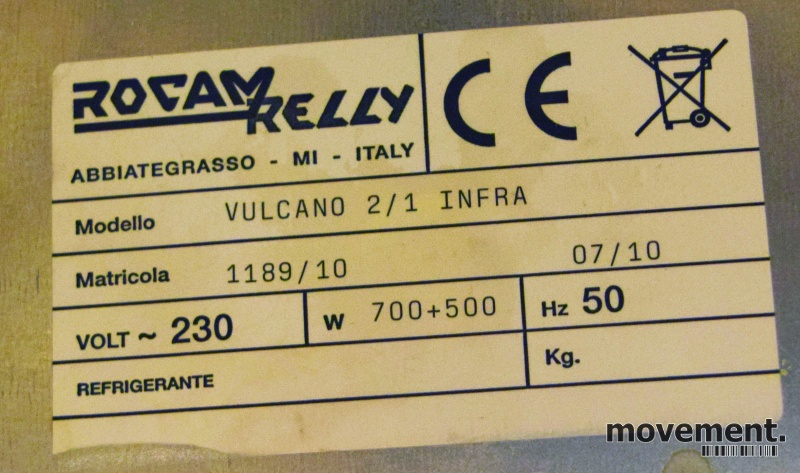 ROCAM RELLY
CE
ABBIATEGRASSO - MI - ITALY
Modello VULCANO 2/1 INFRA
Matricola 1189/10 07/10
VOLT ~ 230 W 700+500 Hz 50
REFRIGERANTE Kg.
movement.